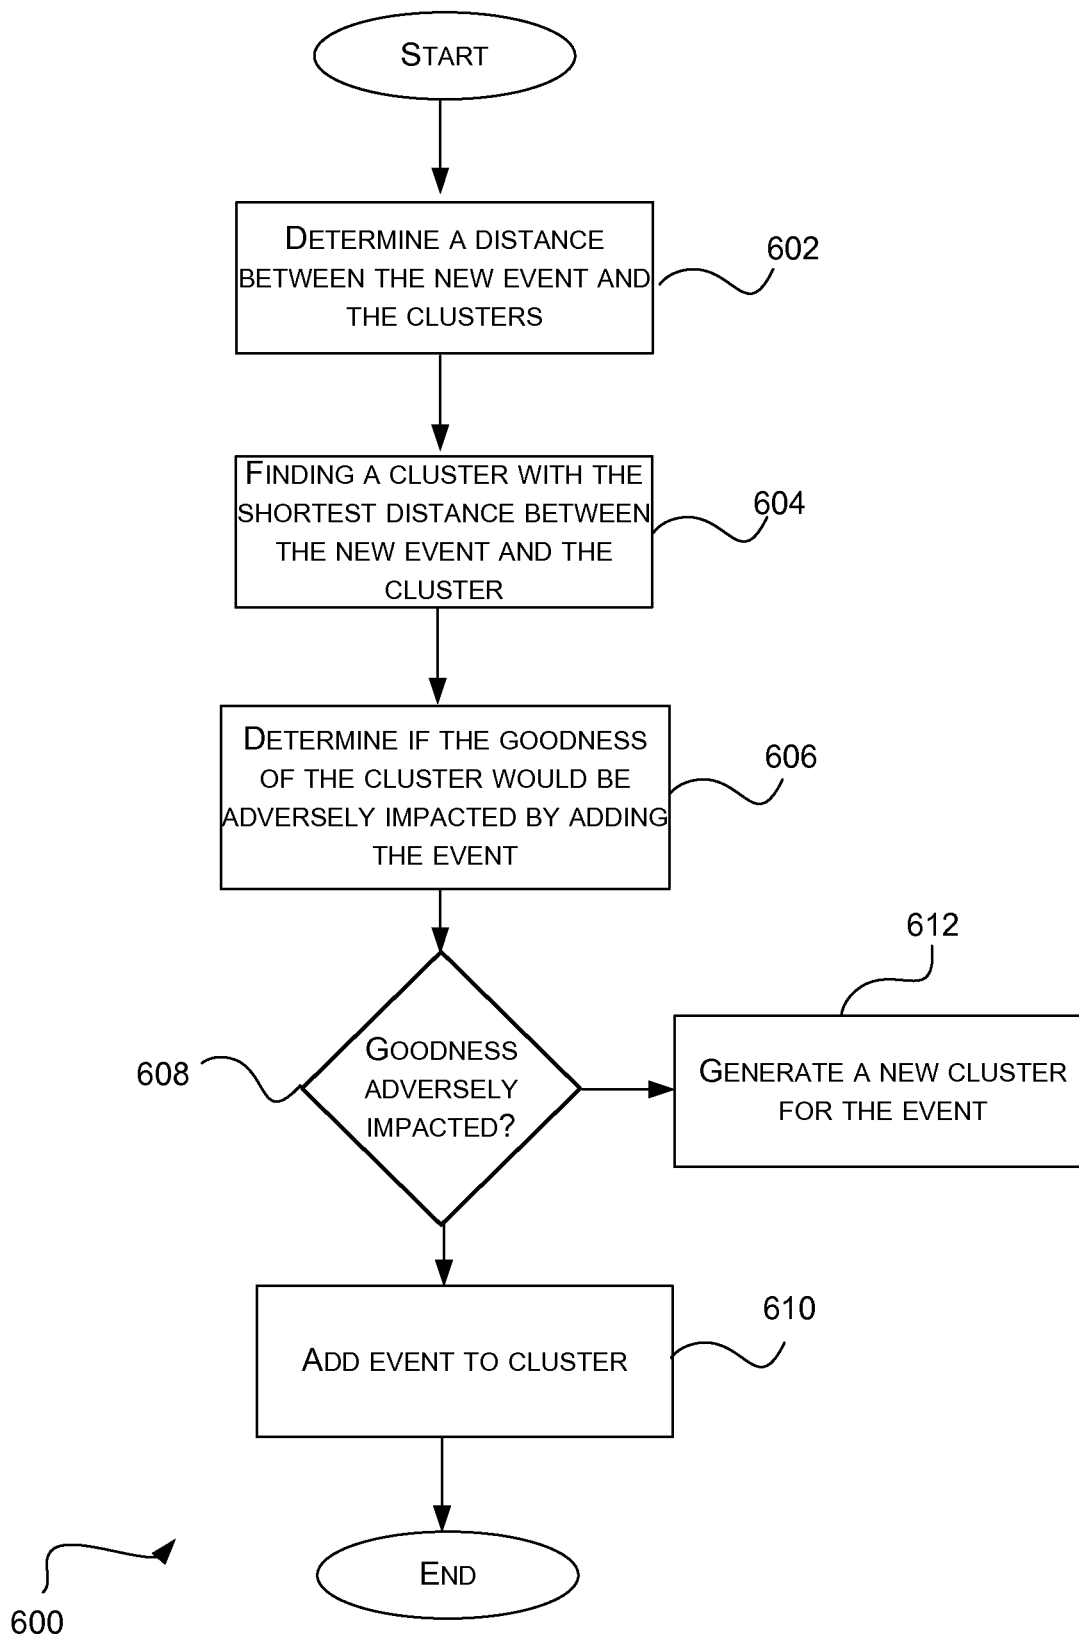 START
DETERMINE A DISTANCE
BETWEEN THE NEW EVENT AND
THE CLUSTERS
602
FINDING A CLUSTER WITH THE
SHORTEST DISTANCE BETWEEN
THE NEW EVENT AND THE
CLUSTER
604
DETERMINE IF THE GOODNESS
OF THE CLUSTER WOULD BE
ADVERSELY IMPACTED BY ADDING
THE EVENT
606
GOODNESS
ADVERSELY
IMPACTED?
608
612
GENERATE A NEW CLUSTER
FOR THE EVENT
ADD EVENT TO CLUSTER
610
END
600